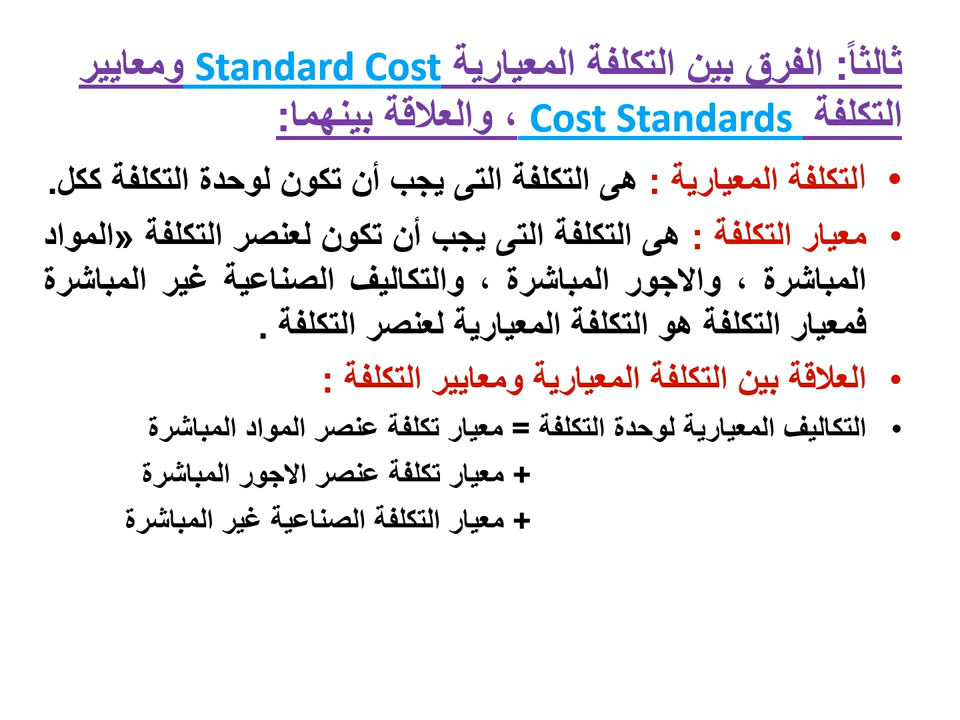 ثالثاً: الفرق بين التكلفة المعيارية Standard Cost ومعايير
التكلفة Cost Standards ، والعلاقة بينهما:
• التكلفة المعيارية : هى التكلفة التى يجب أن تكون لوحدة التكلفة ككل.
• معيار التكلفة : هى التكلفة التى يجب أن تكون لعنصر التكلفة «المواد
المباشرة ، والاجور المباشرة ، والتكاليف الصناعية غير المباشرة
فمعيار التكلفة هو التكلفة المعيارية لعنصر التكلفة .
• العلاقة بين التكلفة المعيارية ومعايير التكلفة :
• التكاليف المعيارية لوحدة التكلفة = معيار تكلفة عنصر المواد المباشرة
+ معيار تكلفة عنصر الاجور المباشرة
+ معيار التكلفة الصناعية غير المباشرة